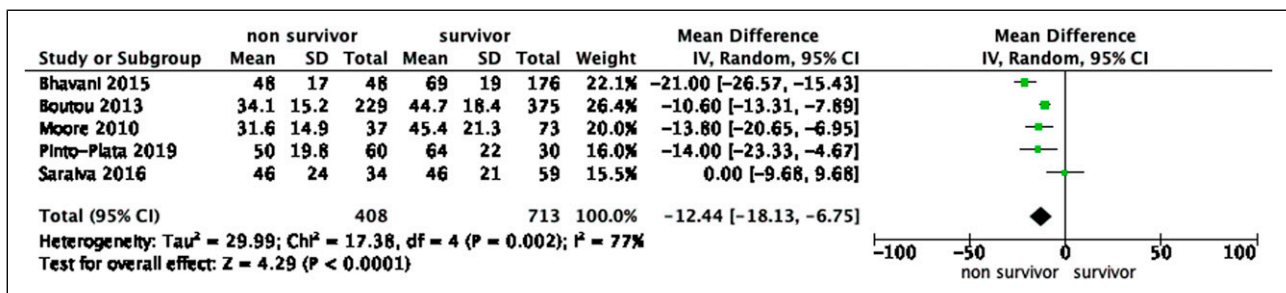 non survivor survivor Mean Difference Mean Difference
Study or Subgroup Mean SD Total Mean SD Total Weight IV, Random, 95% CI IV, Random, 95% CI
Bhavani 2015 48 17 48 69 19 176 22.1% −21.00 [−26.57, −15.43]
Boutou 2013 34.1 15.2 229 44.7 18.4 375 26.4% −10.60 [−13.31, −7.89]
Moore 2010 31.6 14.9 37 45.4 21.3 73 20.0% −13.80 [−20.65, −6.95]
Pinto-Plata 2019 50 19.8 60 64 22 30 16.0% −14.00 [−23.33, −4.67]
Saraiva 2016 46 24 34 46 21 59 15.5% 0.00 [−9.68, 9.68]
Total (95% CI) 408 713 100.0% −12.44 [−18.13, −6.75]
Heterogeneity: Tau² = 29.99; Chi² = 17.38, df = 4 (P = 0.002); I² = 77%
Test for overall effect: Z = 4.29 (P < 0.0001)
−100 −50 0 50 100
non survivor survivor